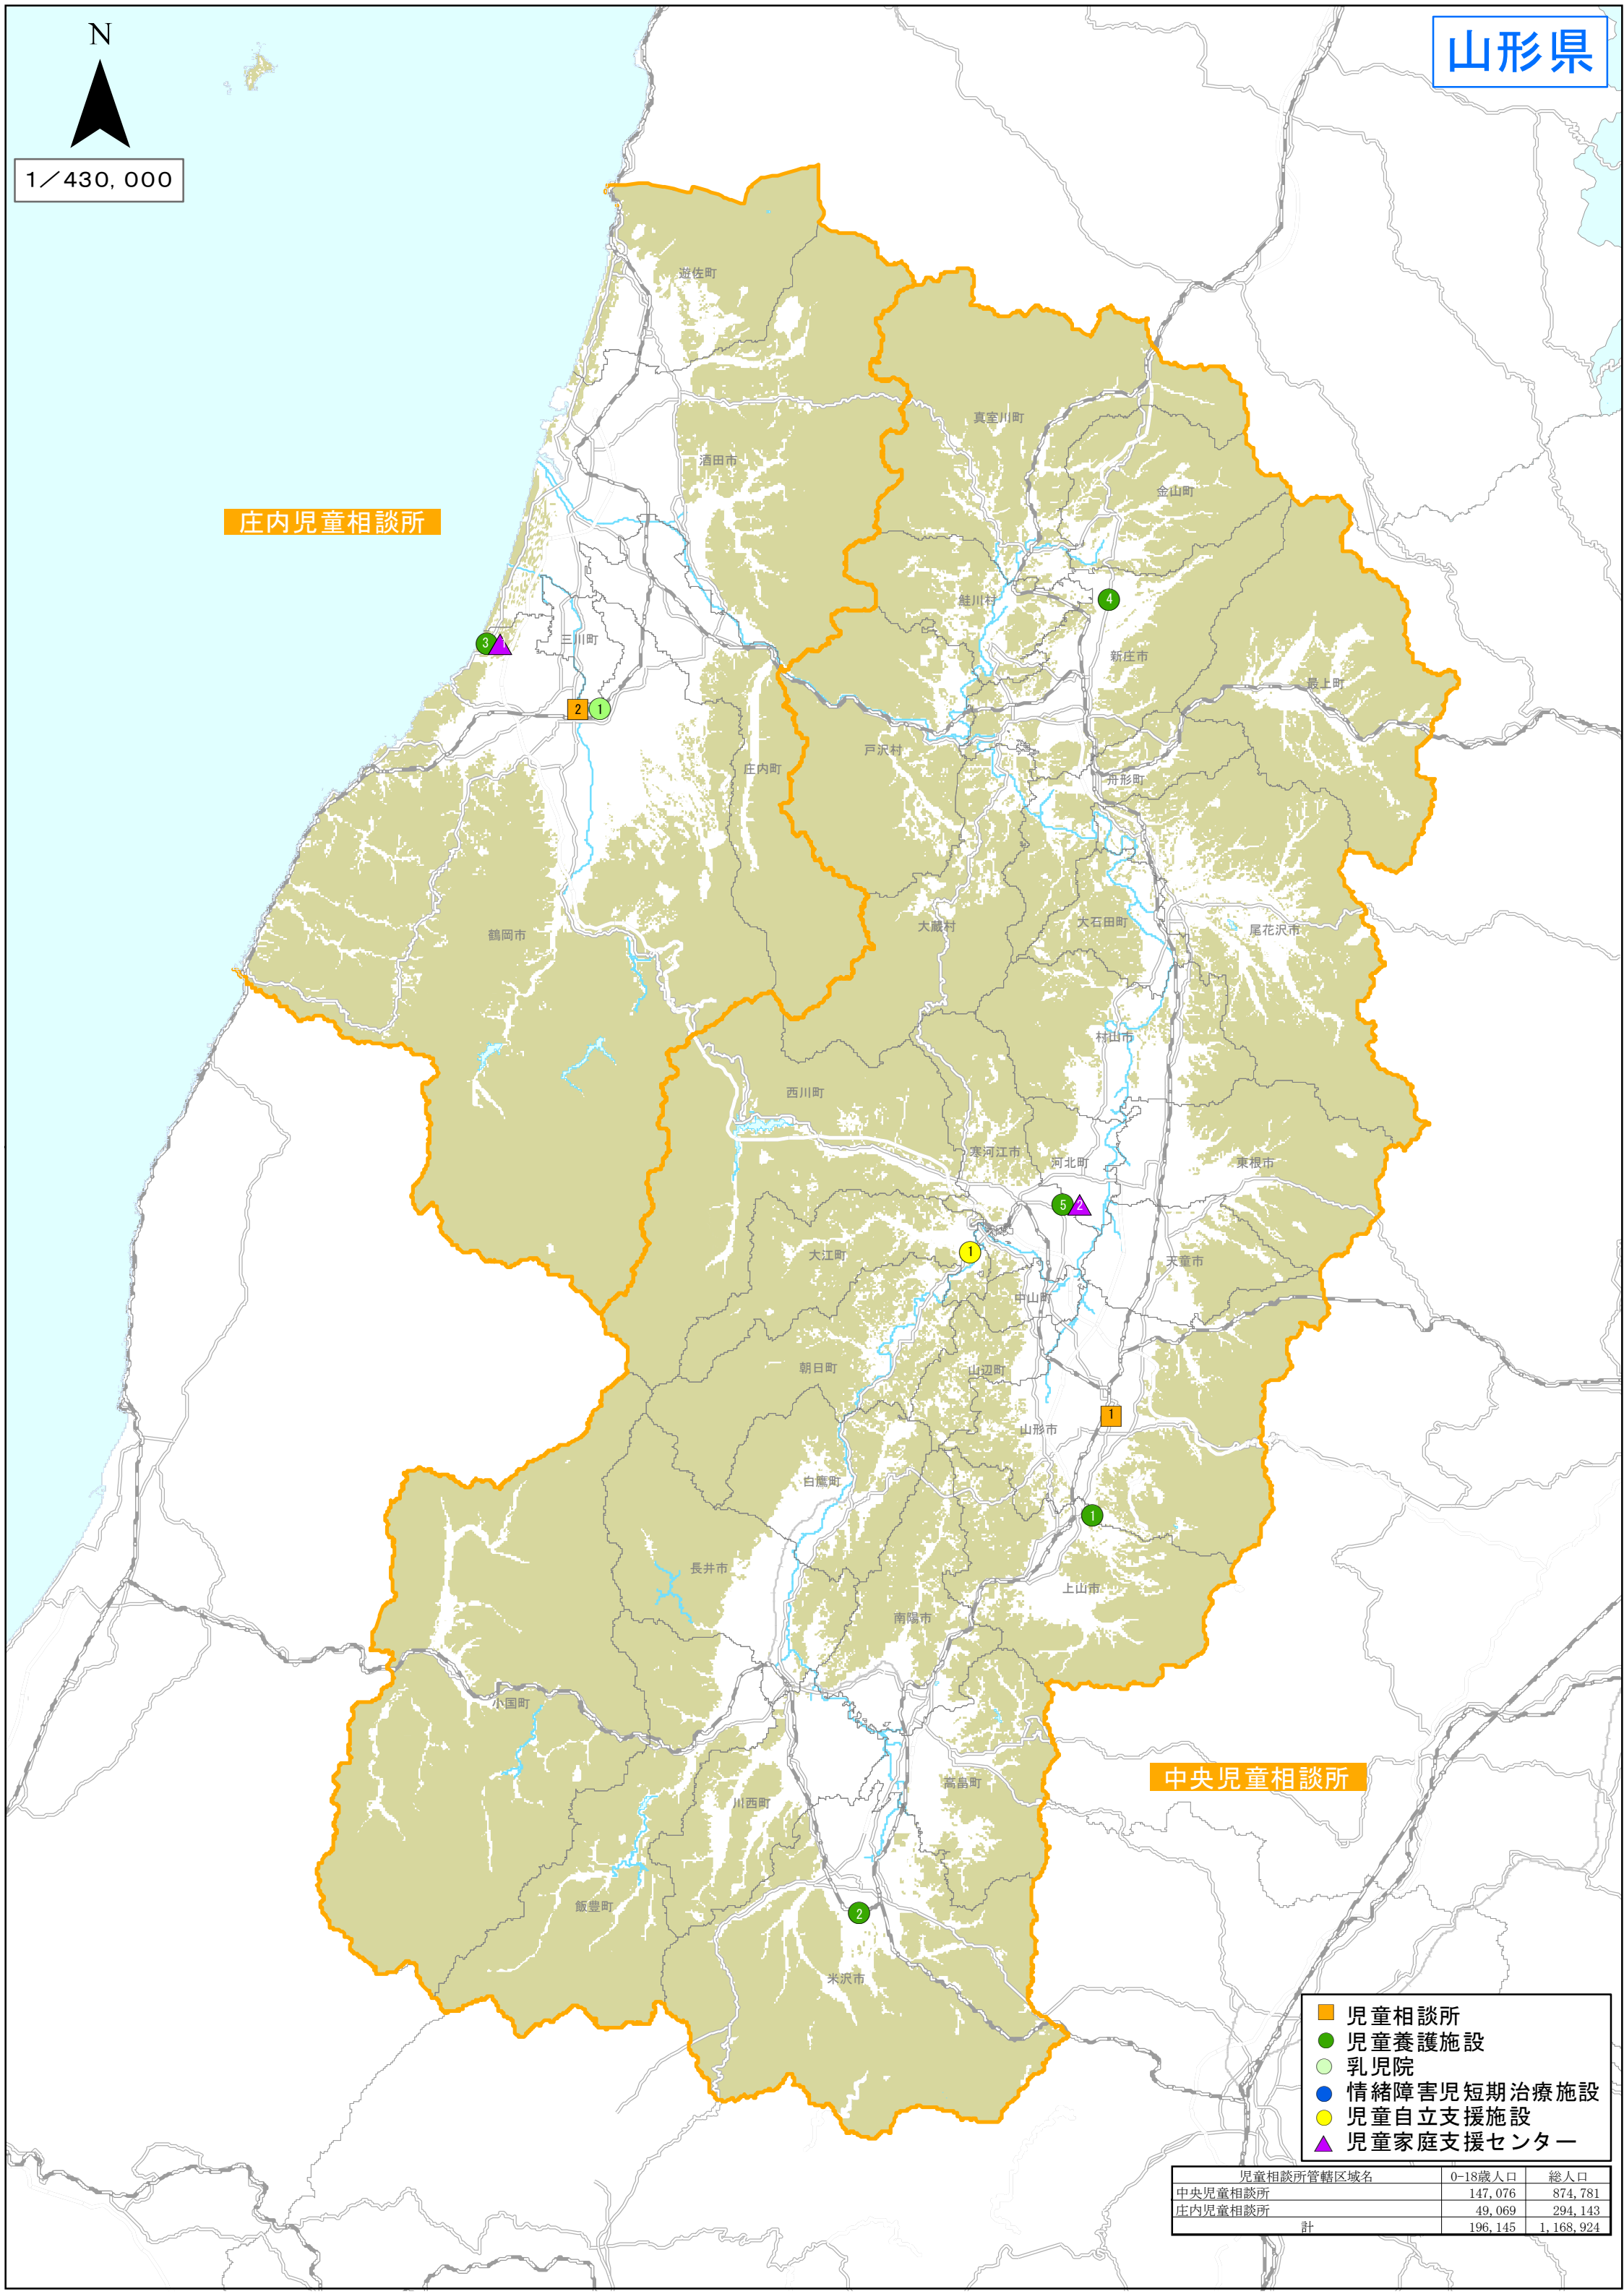 N
山形県
1／430,000
遊佐町
真室川町
酒田市
金山町
庄内児童相談所
鮭川村
4
三川町
3
1
新庄市
最上町
2
1
戸沢村
庄内町
舟形町
鶴岡市
大蔵村
大石田町
尾花沢市
村山市
西川町
寒河江市
河北町
東根市
5
2
大江町
1
天童市
中山町
朝日町
山辺町
1
山形市
白鷹町
1
長井市
上山市
南陽市
小国町
中央児童相談所
高畠町
川西町
飯豊町
2
米沢市
児童相談所
児童養護施設
乳児院
情緒障害児短期治療施設
児童自立支援施設
児童家庭支援センター
児童相談所管轄区域名 0-18歳人口 総人口
中央児童相談所 147,076 874,781
庄内児童相談所 49,069 294,143
計 196,145 1,168,924